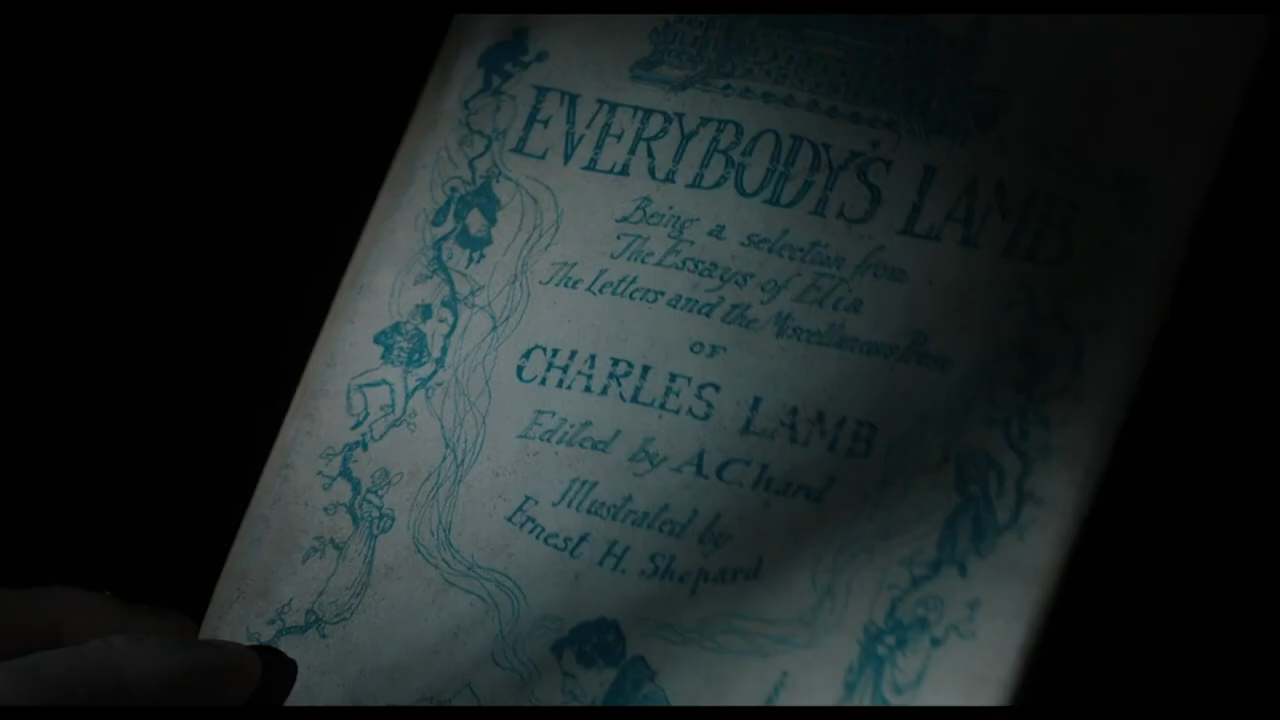 EVERYBODY'S LAMB
Being a selection from
The Essays of Elia
The Letters and the Miscellaneous Prose
OF
CHARLES LAMB
Edited by A.C. Ward
Illustrated by
Ernest H. Shepard